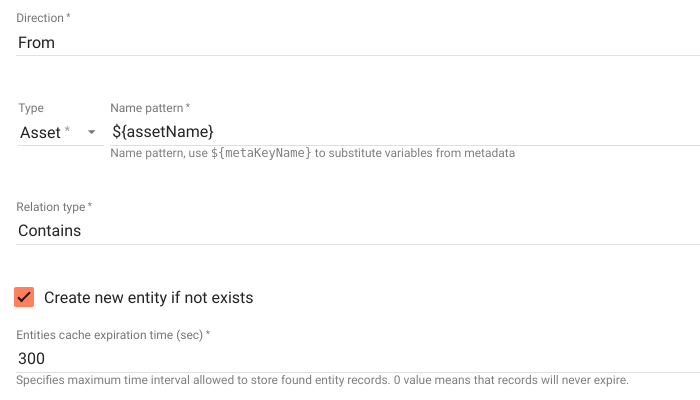 Direction *
From
Type
Name pattern *
Asset *
${assetName}
Name pattern, use ${metaKeyName} to substitute variables from metadata
Relation type *
Contains
Create new entity if not exists
Entities cache expiration time (sec) *
300
Specifies maximum time interval allowed to store found entity records. 0 value means that records will never expire.